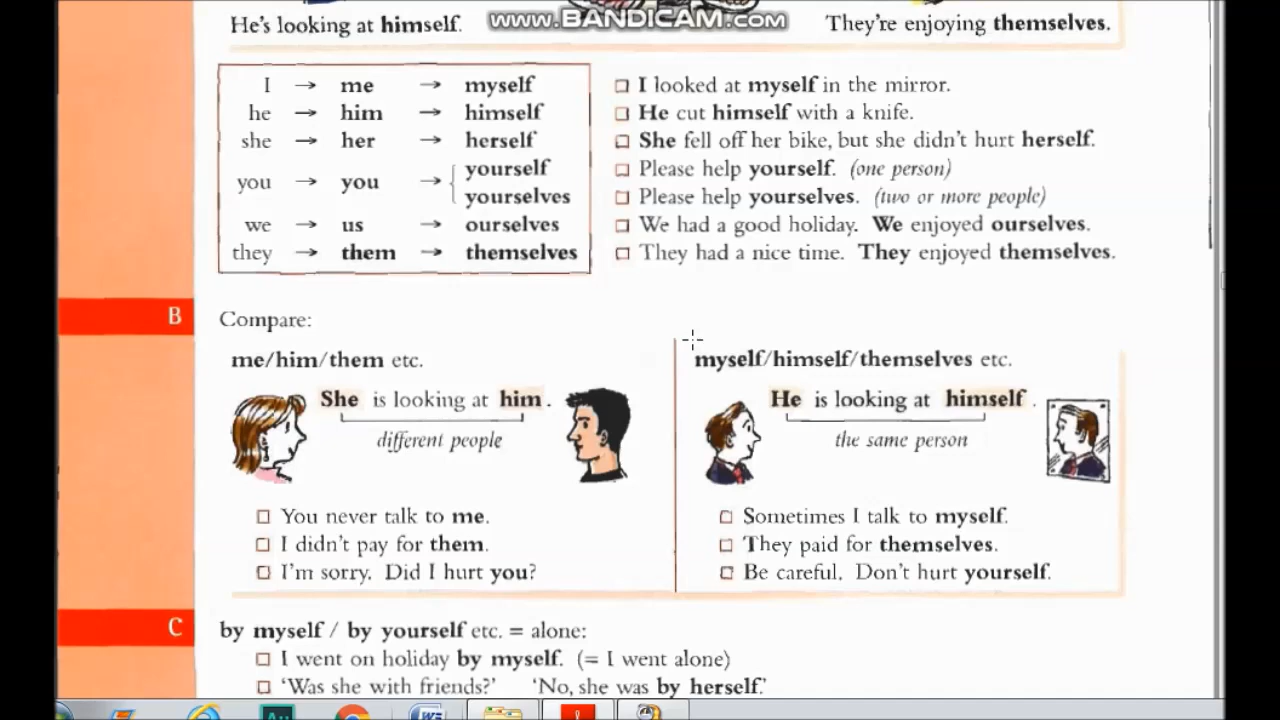 www.BANDICAM.com
He's looking at himself. They're enjoying themselves.
I → me → myself
he → him → himself
she → her → herself
you → you → yourself
yourselves
we → us → ourselves
they → them → themselves
I looked at myself in the mirror.
He cut himself with a knife.
She fell off her bike, but she didn't hurt herself.
Please help yourself. (one person)
Please help yourselves. (two or more people)
We had a good holiday. We enjoyed ourselves.
They had a nice time. They enjoyed themselves.
B
Compare:
me/him/them etc.
She is looking at him.
different people
You never talk to me.
I didn't pay for them.
I'm sorry. Did I hurt you?
myself/himself/themselves etc.
He is looking at himself.
the same person
Sometimes I talk to myself.
They paid for themselves.
Be careful. Don't hurt yourself.
C
by myself / by yourself etc. = alone:
I went on holiday by myself. (= I went alone)
'Was she with friends?' 'No, she was by herself.'
Au
W